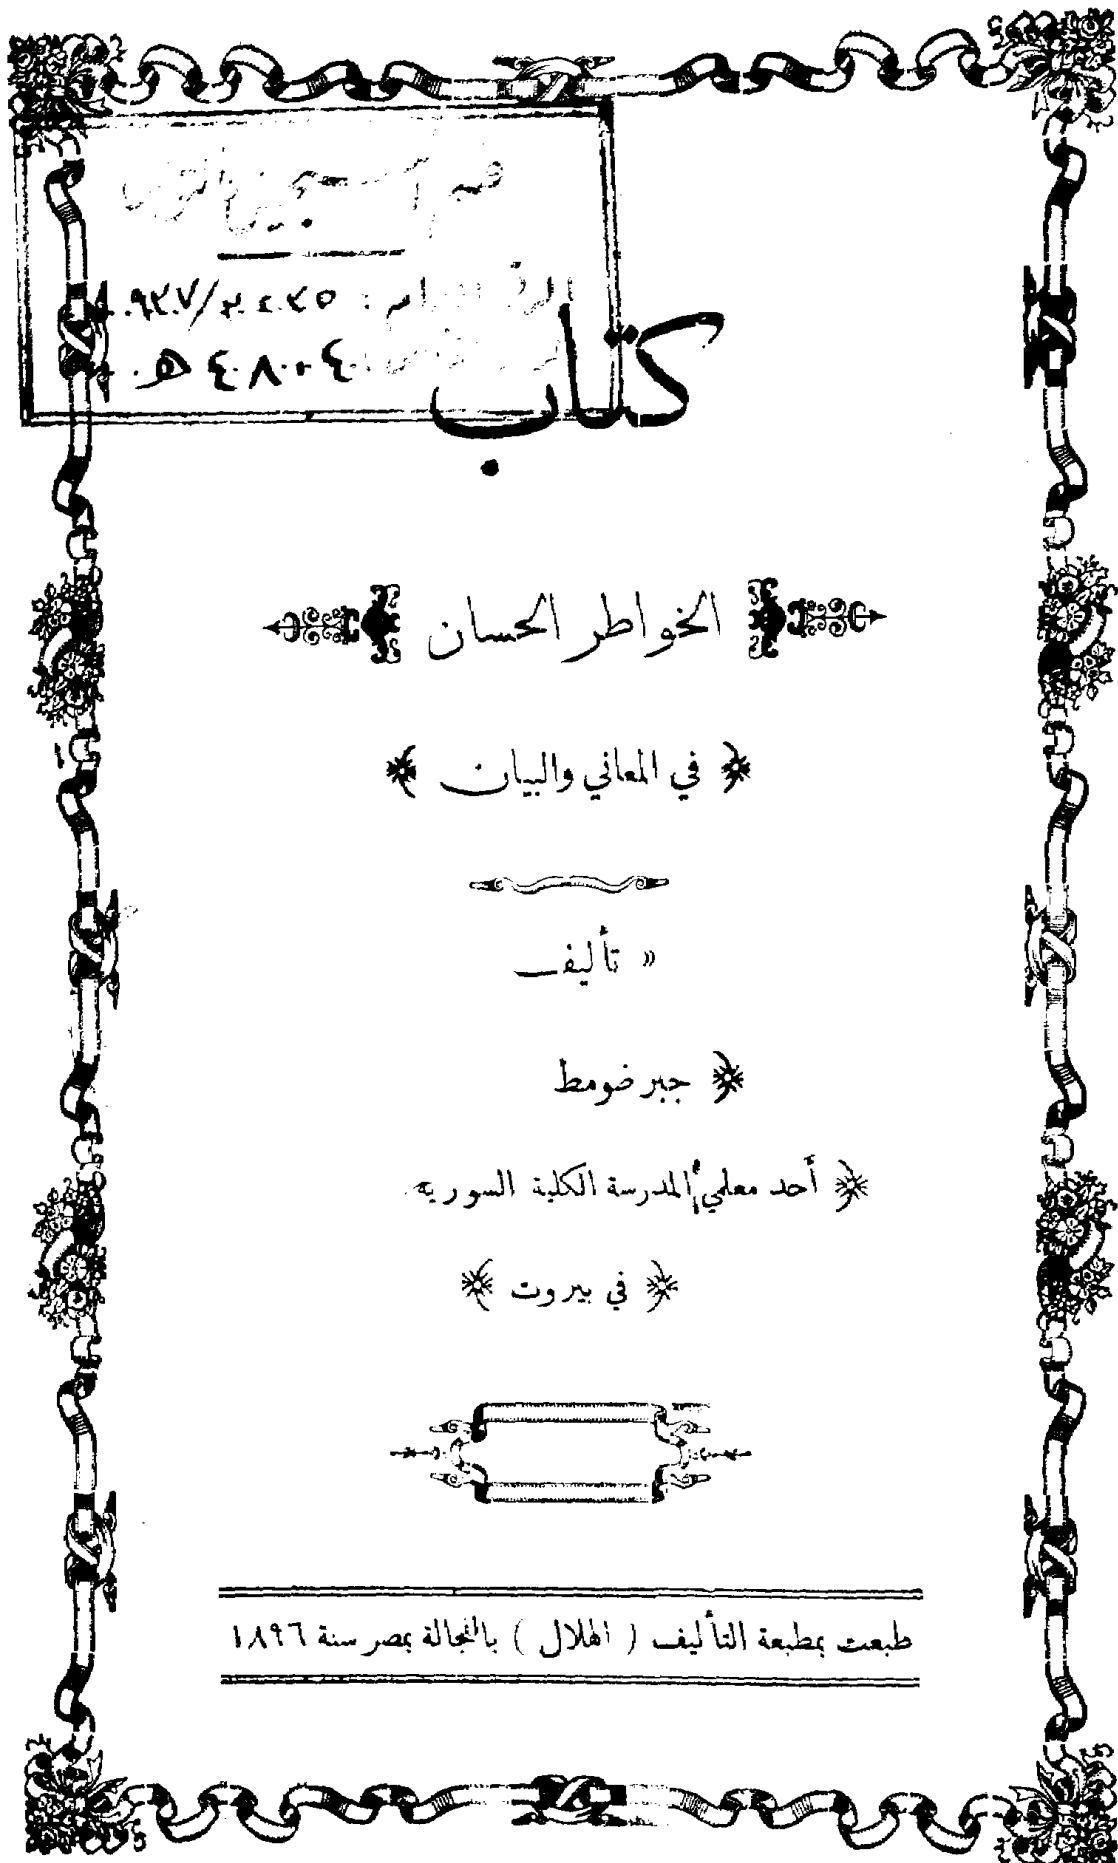 كتاب
الخواطر الحسان
في المعاني والبيان
تأليف
جبر ضومط
أحد معلمي المدرسة الكلية السورية
في بيروت
طبعت بمطبعة التأليف ( الهلال ) بالفجالة بمصر سنة ١٨٩٦